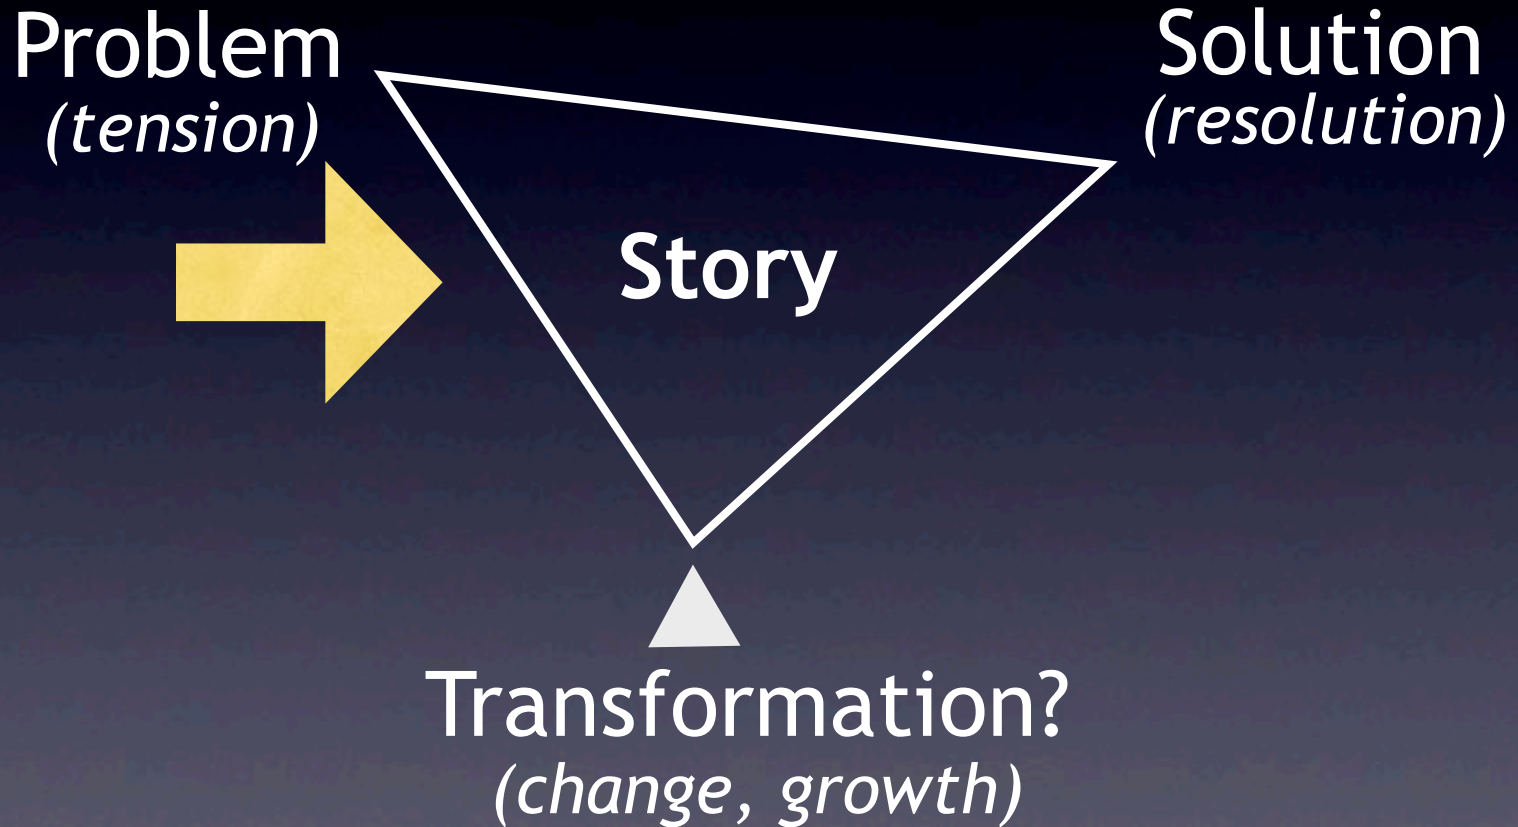 Problem
(tension)
Solution
(resolution)
Story
Transformation?
(change, growth)